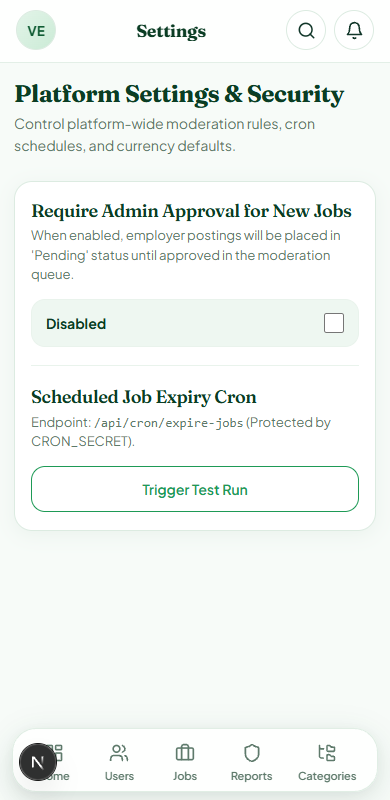 VE
Settings
Platform Settings & Security
Control platform-wide moderation rules, cron
schedules, and currency defaults.
Require Admin Approval for New Jobs
When enabled, employer postings will be placed in
'Pending' status until approved in the moderation
queue.
Disabled
Scheduled Job Expiry Cron
Endpoint: /api/cron/expire-jobs (Protected by
CRON_SECRET).
Trigger Test Run
N
Users
Jobs
Reports
Categories